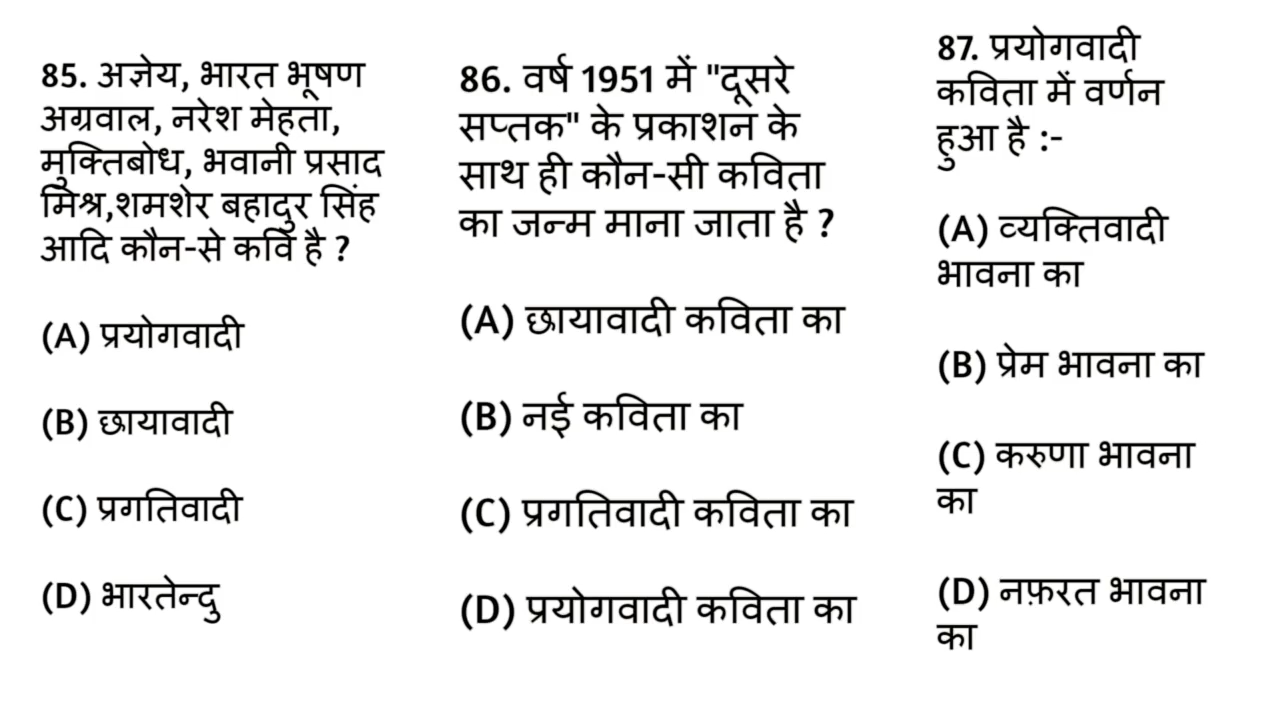 85. अज्ञेय, भारत भूषण
अग्रवाल, नरेश मेहता,
मुक्तिबोध, भवानी प्रसाद
मिश्र,शमशेर बहादुर सिंह
आदि कौन-से कवि है ?
(A) प्रयोगवादी
(B) छायावादी
(C) प्रगतिवादी
(D) भारतेन्दु
86. वर्ष 1951 में "दूसरे
सप्तक" के प्रकाशन के
साथ ही कौन-सी कविता
का जन्म माना जाता है ?
(A) छायावादी कविता का
(B) नई कविता का
(C) प्रगतिवादी कविता का
(D) प्रयोगवादी कविता का
87. प्रयोगवादी
कविता में वर्णन
हुआ है :-
(A) व्यक्तिवादी
भावना का
(B) प्रेम भावना का
(C) करुणा भावना
का
(D) नफ़रत भावना
का